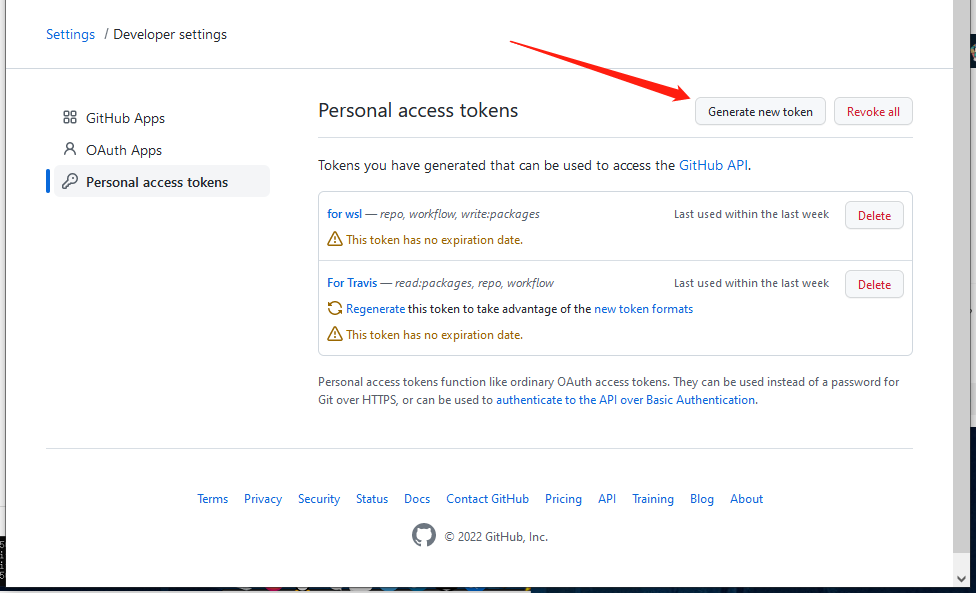 Settings / Developer settings
GitHub Apps
OAuth Apps
Personal access tokens
Personal access tokens
Generate new token
Revoke all
Tokens you have generated that can be used to access the GitHub API.
for wsl — repo, workflow, write:packages
Last used within the last week
Delete
This token has no expiration date.
For Travis — read:packages, repo, workflow
Last used within the last week
Delete
Regenerate this token to take advantage of the new token formats
This token has no expiration date.
Personal access tokens function like ordinary OAuth access tokens. They can be used instead of a password for
Git over HTTPS, or can be used to authenticate to the API over Basic Authentication.
Terms Privacy Security Status Docs Contact GitHub Pricing API Training Blog About
© 2022 GitHub, Inc.